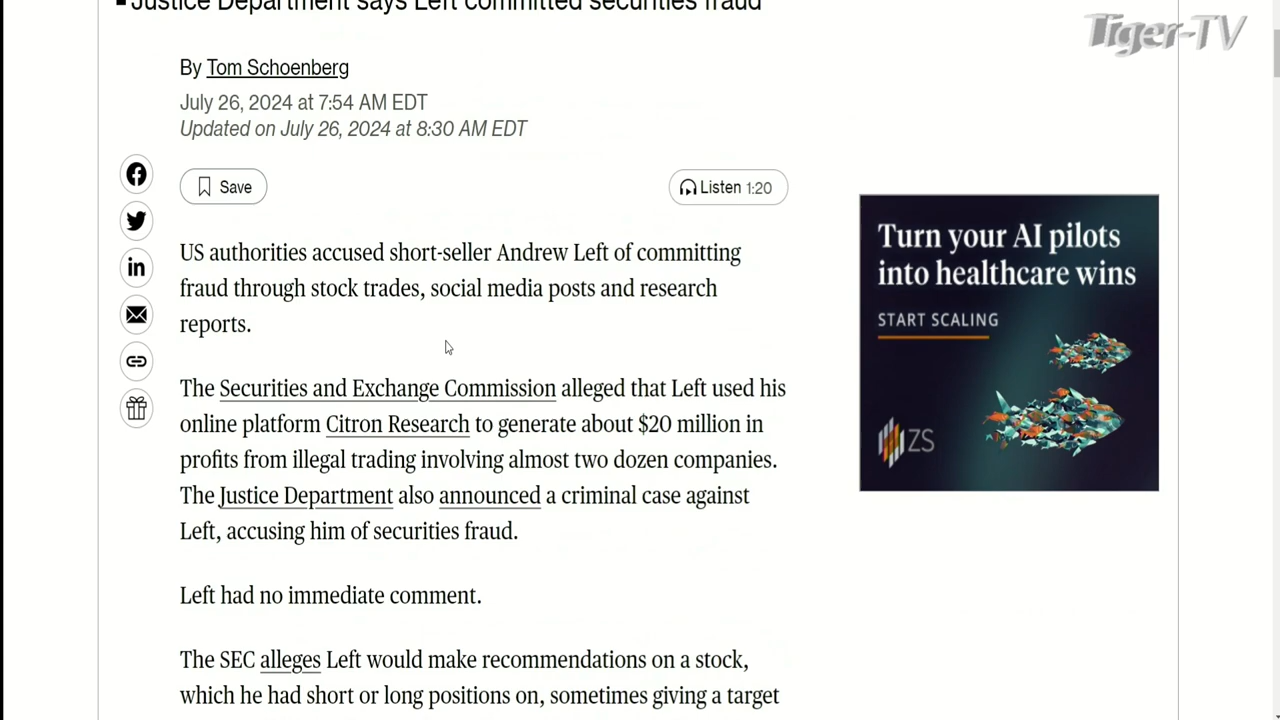 Justice Department says Left committed securities fraud
Tiger-TV
By Tom Schoenberg
July 26, 2024 at 7:54 AM EDT
Updated on July 26, 2024 at 8:30 AM EDT
Save
Listen 1:20
US authorities accused short-seller Andrew Left of committing
fraud through stock trades, social media posts and research
reports.
The Securities and Exchange Commission alleged that Left used his
online platform Citron Research to generate about $20 million in
profits from illegal trading involving almost two dozen companies.
The Justice Department also announced a criminal case against
Left, accusing him of securities fraud.
Left had no immediate comment.
The SEC alleges Left would make recommendations on a stock,
which he had short or long positions on, sometimes giving a target
Turn your AI pilots
into healthcare wins
START SCALING
ZS